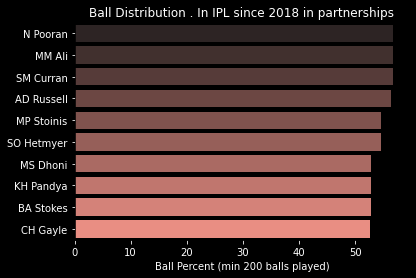 Ball Distribution . In IPL since 2018 in partnerships
N Pooran
MM Ali
SM Curran
AD Russell
MP Stoinis
SO Hetmyer
MS Dhoni
KH Pandya
BA Stokes
CH Gayle
0 10 20 30 40 50
Ball Percent (min 200 balls played)